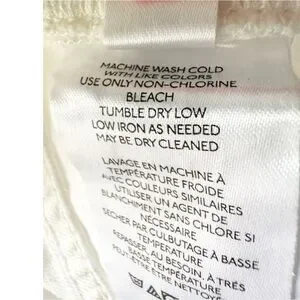 MACHINE WASH COLD
WITH LIKE COLORS
USE ONLY NON-CHLORINE
BLEACH
TUMBLE DRY LOW
LOW IRON AS NEEDED
MAY BE DRY CLEANED
LAVAGE EN MACHINE À
TEMPÉRATURE FROIDE
AVEC COULEURS SIMILAIRES
UTILISER UN AGENT DE
BLANCHIMENT SANS CHLORE SI
NÉCESSAIRE
SÉCHER PAR CULBUTAGE À BASSE
TEMPÉRATURE
REPASSER, AU BESOIN, À TRÈS
BASSE TEMPÉRATURE
PEUT-ÊTRE ÊTRE NETTOYÉ